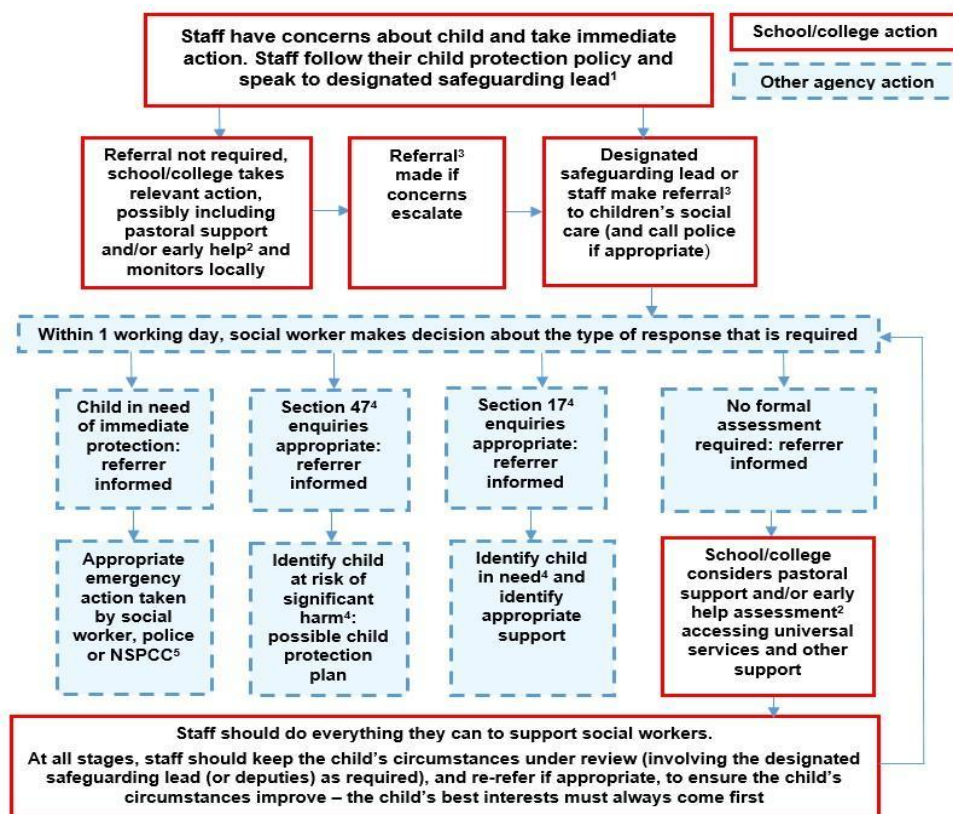 Staff have concerns about child and take immediate
action. Staff follow their child protection policy and
speak to designated safeguarding lead¹
School/college action
Other agency action
Referral not required,
school/college takes
relevant action,
possibly including
pastoral support
and/or early help² and
monitors locally
Referral³
made if
concerns
escalate
Designated
safeguarding lead or
staff make referral³
to children’s social
care (and call police
if appropriate)
Within 1 working day, social worker makes decision about the type of response that is required
Child in need
of immediate
protection:
referrer
informed
Section 47⁴
enquiries
appropriate:
referrer
informed
Section 17⁴
enquiries
appropriate:
referrer
informed
No formal
assessment
required: referrer
informed
Appropriate
emergency
action taken
by social
worker, police
or NSPCC⁵
Identify child
at risk of
significant
harm⁴:
possible child
protection
plan
Identify child
in need⁴ and
identify
appropriate
support
School/college
considers pastoral
support and/or early
help assessment²
accessing universal
services and other
support
Staff should do everything they can to support social workers.
At all stages, staff should keep the child’s circumstances under review (involving the designated
safeguarding lead (or deputies) as required), and re-refer if appropriate, to ensure the child’s
circumstances improve – the child’s best interests must always come first